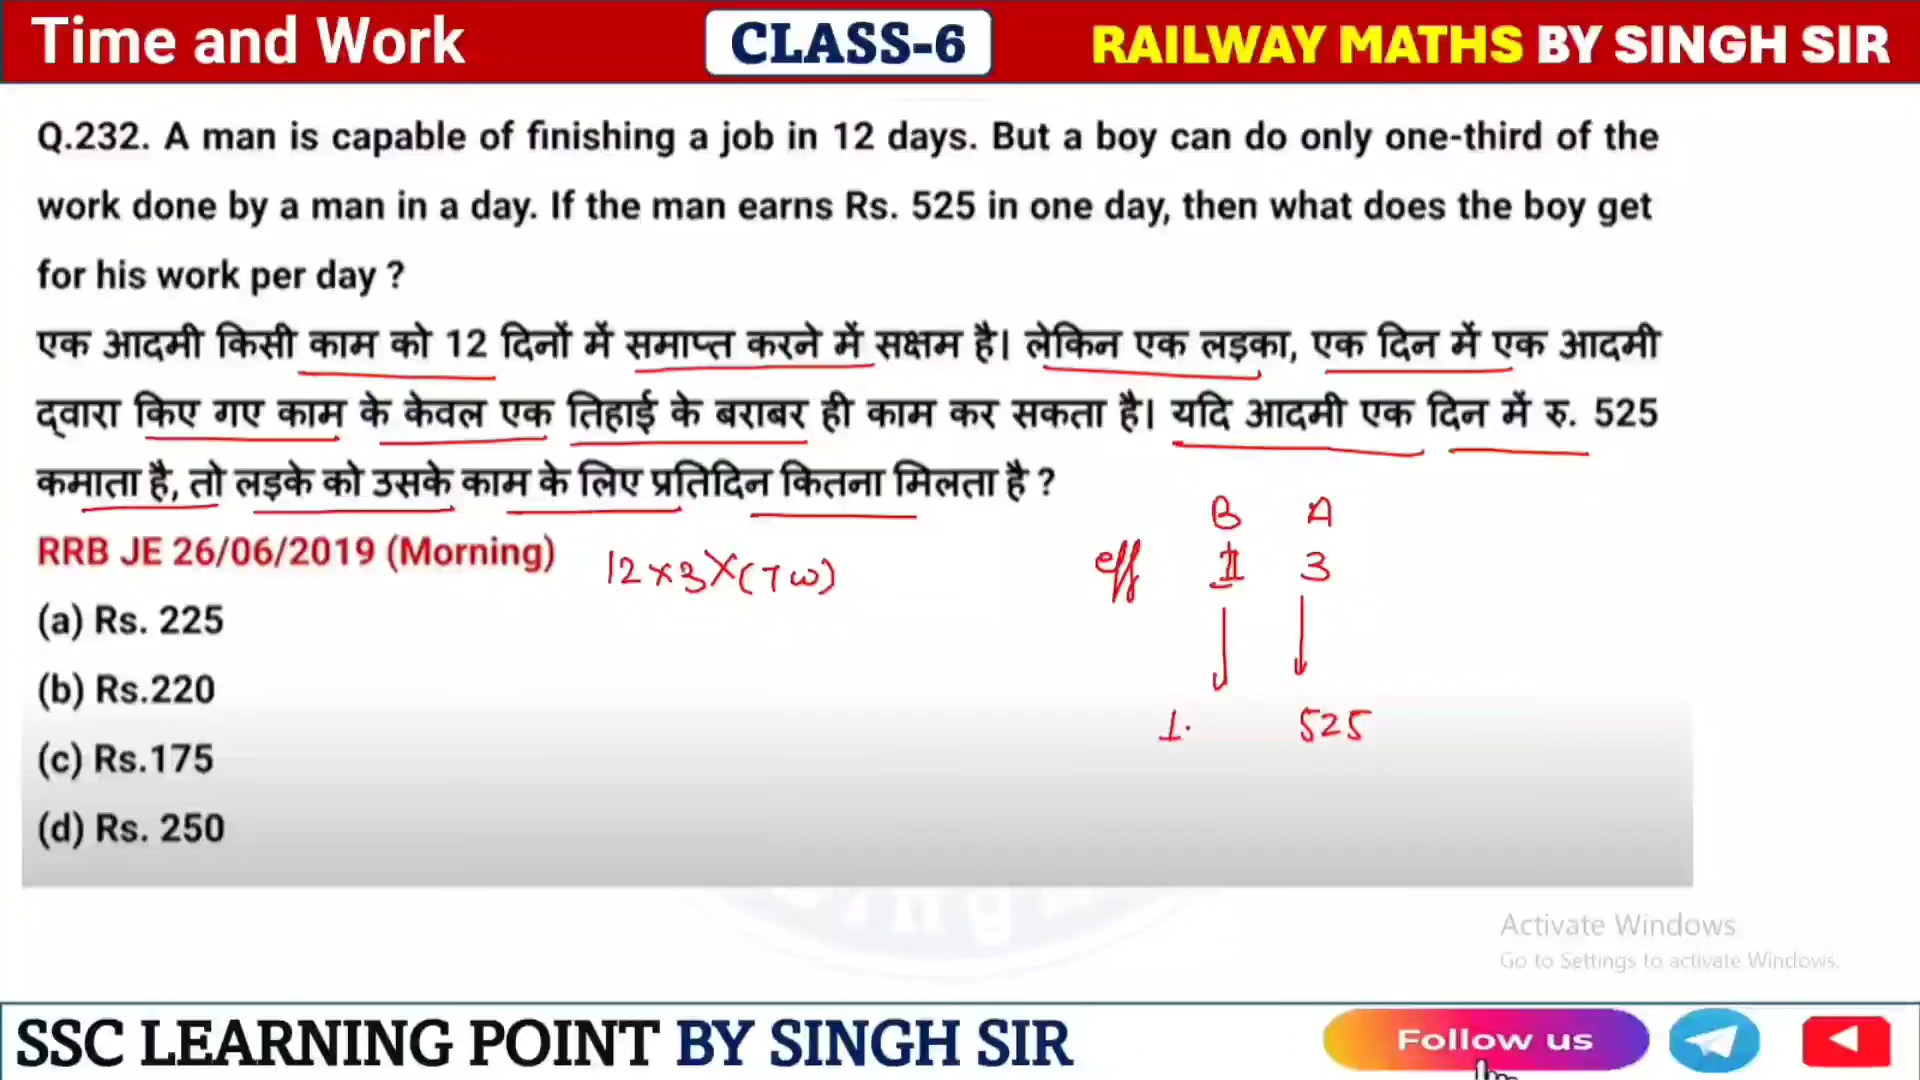 Time and Work
CLASS-6
RAILWAY MATHS BY SINGH SIR
Q.232. A man is capable of finishing a job in 12 days. But a boy can do only one-third of the
work done by a man in a day. If the man earns Rs. 525 in one day, then what does the boy get
for his work per day ?
एक आदमी किसी काम को 12 दिनों में समाप्त करने में सक्षम है। लेकिन एक लड़का, एक दिन में एक आदमी
द्वारा किए गए काम के केवल एक तिहाई के बराबर ही काम कर सकता है। यदि आदमी एक दिन में रु. 525
कमाता है, तो लड़के को उसके काम के लिए प्रतिदिन कितना मिलता है ?
B A
RRB JE 26/06/2019 (Morning)
12×3×(TW)
eff 1 3
(a) Rs. 225
(b) Rs.220
1. 525
(c) Rs.175
(d) Rs. 250
Activate Windows
Go to Settings to activate Windows.
SSC LEARNING POINT BY SINGH SIR
Follow us